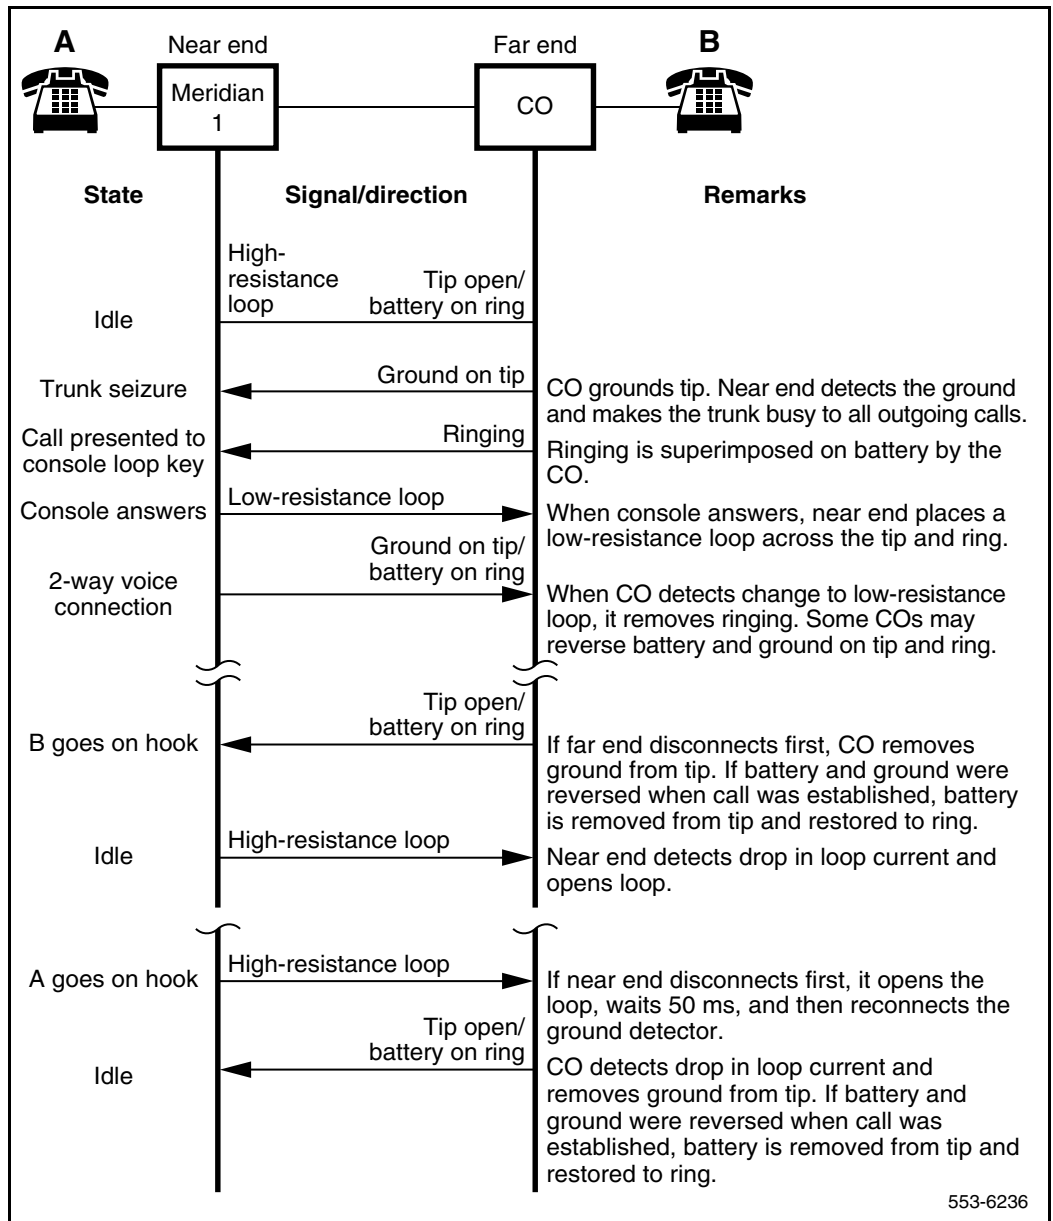 A
Near end
Far end
B
Meridian
1
CO
State
Signal/direction
Remarks
High-
resistance
loop
Tip open/
battery on ring
Idle
Ground on tip
Trunk seizure
CO grounds tip. Near end detects the ground
and makes the trunk busy to all outgoing calls.
Call presented to
console loop key
Ringing
Ringing is superimposed on battery by the
CO.
Console answers
Low-resistance loop
When console answers, near end places a
low-resistance loop across the tip and ring.
Ground on tip/
battery on ring
2-way voice
connection
When CO detects change to low-resistance
loop, it removes ringing. Some COs may
reverse battery and ground on tip and ring.
Tip open/
battery on ring
B goes on hook
If far end disconnects first, CO removes
ground from tip. If battery and ground were
reversed when call was established, battery
is removed from tip and restored to ring.
Idle
High-resistance loop
Near end detects drop in loop current and
opens loop.
A goes on hook
High-resistance loop
If near end disconnects first, it opens the
loop, waits 50 ms, and then reconnects the
ground detector.
Tip open/
battery on ring
Idle
CO detects drop in loop current and
removes ground from tip. If battery and
ground were reversed when call was
established, battery is removed from tip and
restored to ring.
553-6236